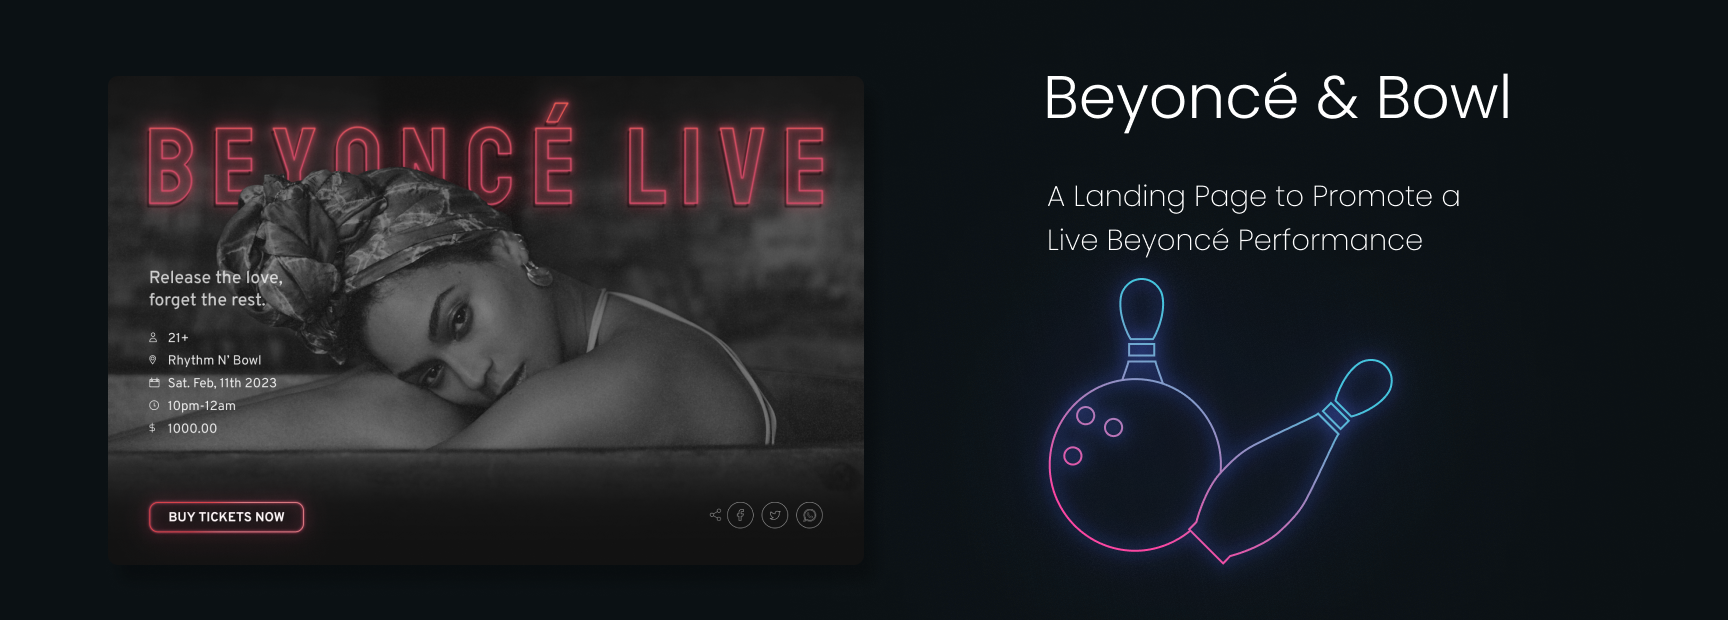 BEYONCÉ LIVE
Release the love,
forget the rest.
21+
Rhythm N' Bowl
Sat. Feb, 11th 2023
10pm-12am
$ 1000.00
BUY TICKETS NOW
Beyoncé & Bowl
A Landing Page to Promote a
Live Beyoncé Performance